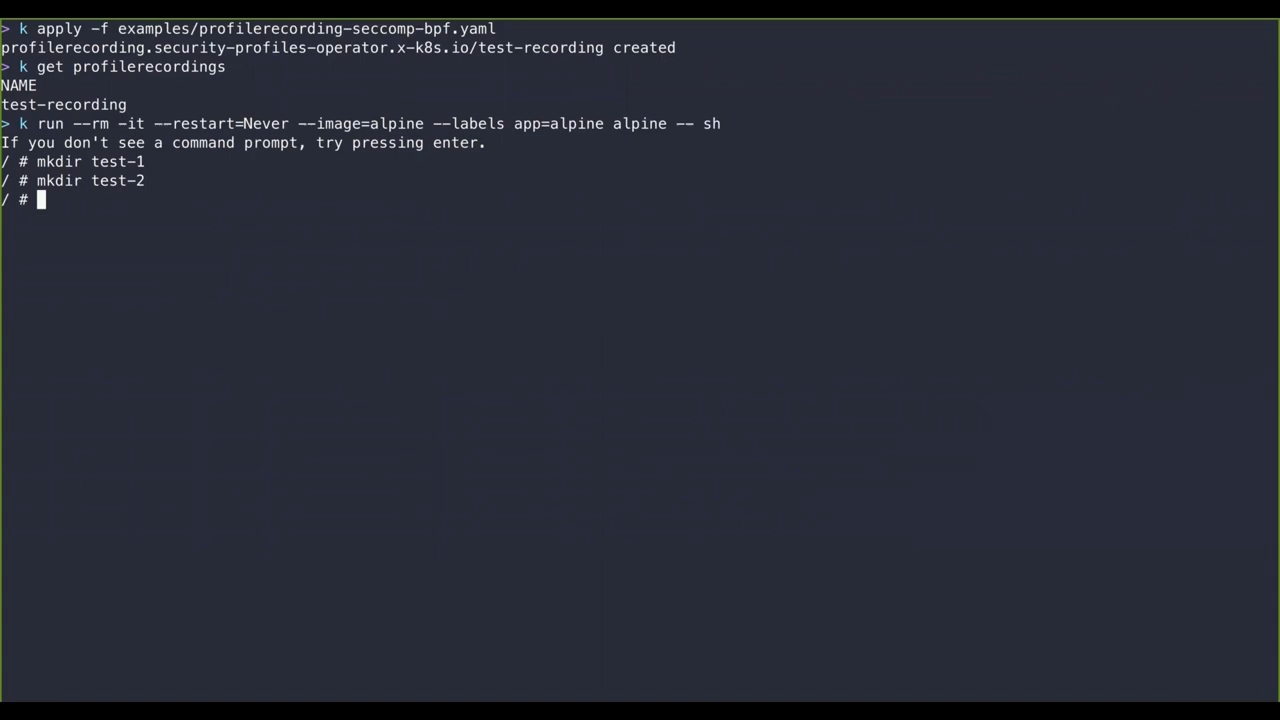 > k apply -f examples/profilerecording-seccomp-bpf.yaml
profilerecording.security-profiles-operator.x-k8s.io/test-recording created
> k get profilerecordings
NAME
test-recording
> k run --rm -it --restart=Never --image=alpine --labels app=alpine alpine -- sh
If you don't see a command prompt, try pressing enter.
/ # mkdir test-1
/ # mkdir test-2
/ #